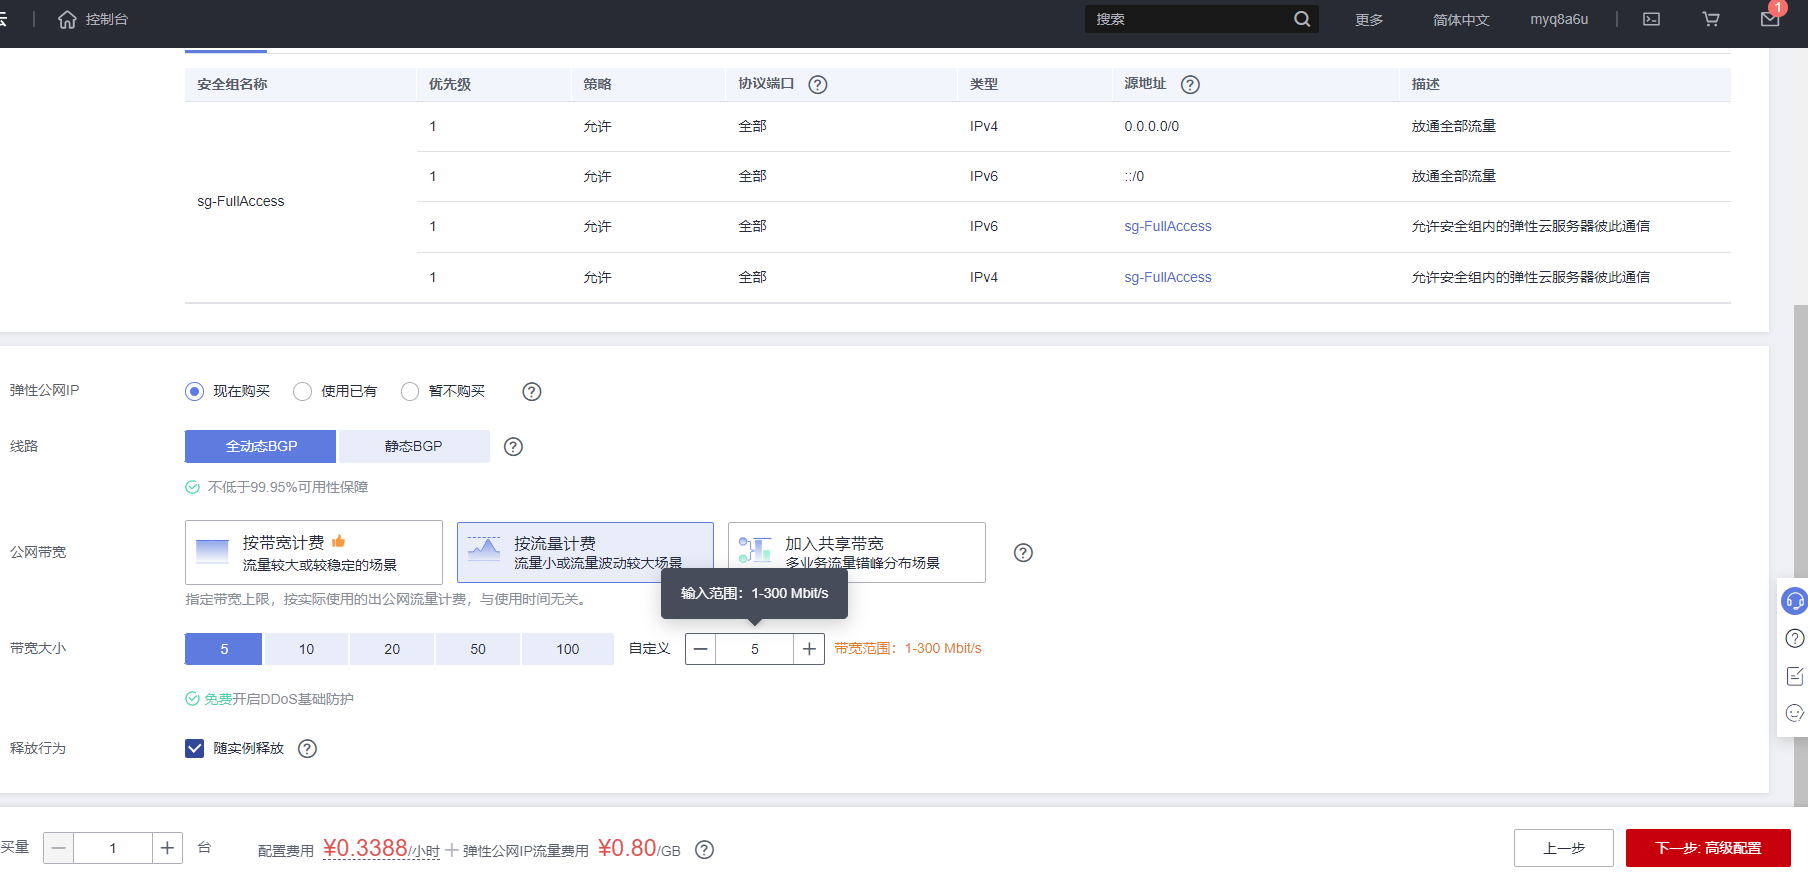 云 控制台 搜索 更多 简体中文 myq8a6u 1
安全组名称 优先级 策略 协议端口 类型 源地址 描述
1 允许 全部 IPv4 0.0.0.0/0 放通全部流量
1 允许 全部 IPv6 ::/0 放通全部流量
sg-FullAccess
1 允许 全部 IPv6 sg-FullAccess 允许安全组内的弹性云服务器彼此通信
1 允许 全部 IPv4 sg-FullAccess 允许安全组内的弹性云服务器彼此通信
弹性公网IP 现在购买 使用已有 暂不购买
线路 全动态BGP 静态BGP
不低于99.95%可用性保障
公网带宽
按带宽计费
流量较大或较稳定的场景
按流量计费
流量小或流量波动较大场景
加入共享带宽
多业务流量错峰分布场景
输入范围：1-300 Mbit/s
指定带宽上限，按实际使用的出公网流量计费，与使用时间无关。
带宽大小 5 10 20 50 100 自定义 5 带宽范围：1-300 Mbit/s
免费开启DDoS基础防护
释放行为 随实例释放
买量 1 台 配置费用 ¥0.3388/小时 + 弹性公网IP流量费用 ¥0.80/GB 上一步 下一步: 高级配置